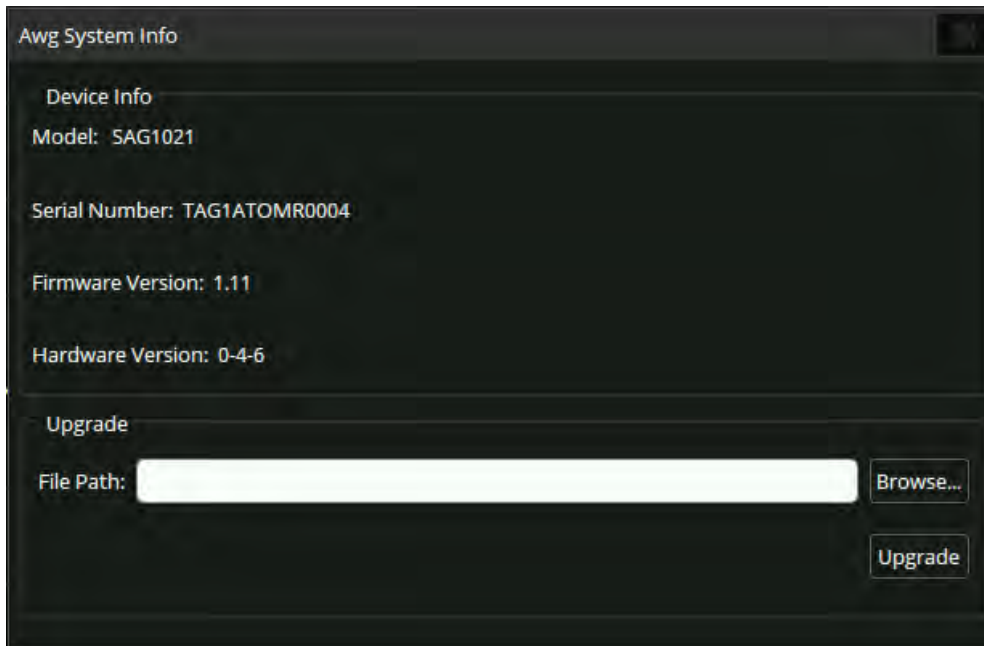 Awg System Info
Device Info
Model: SAG1021
Serial Number: TAG1ATOMR0004
Firmware Version: 1.11
Hardware Version: 0-4-6
Upgrade
File Path:
Browse...
Upgrade